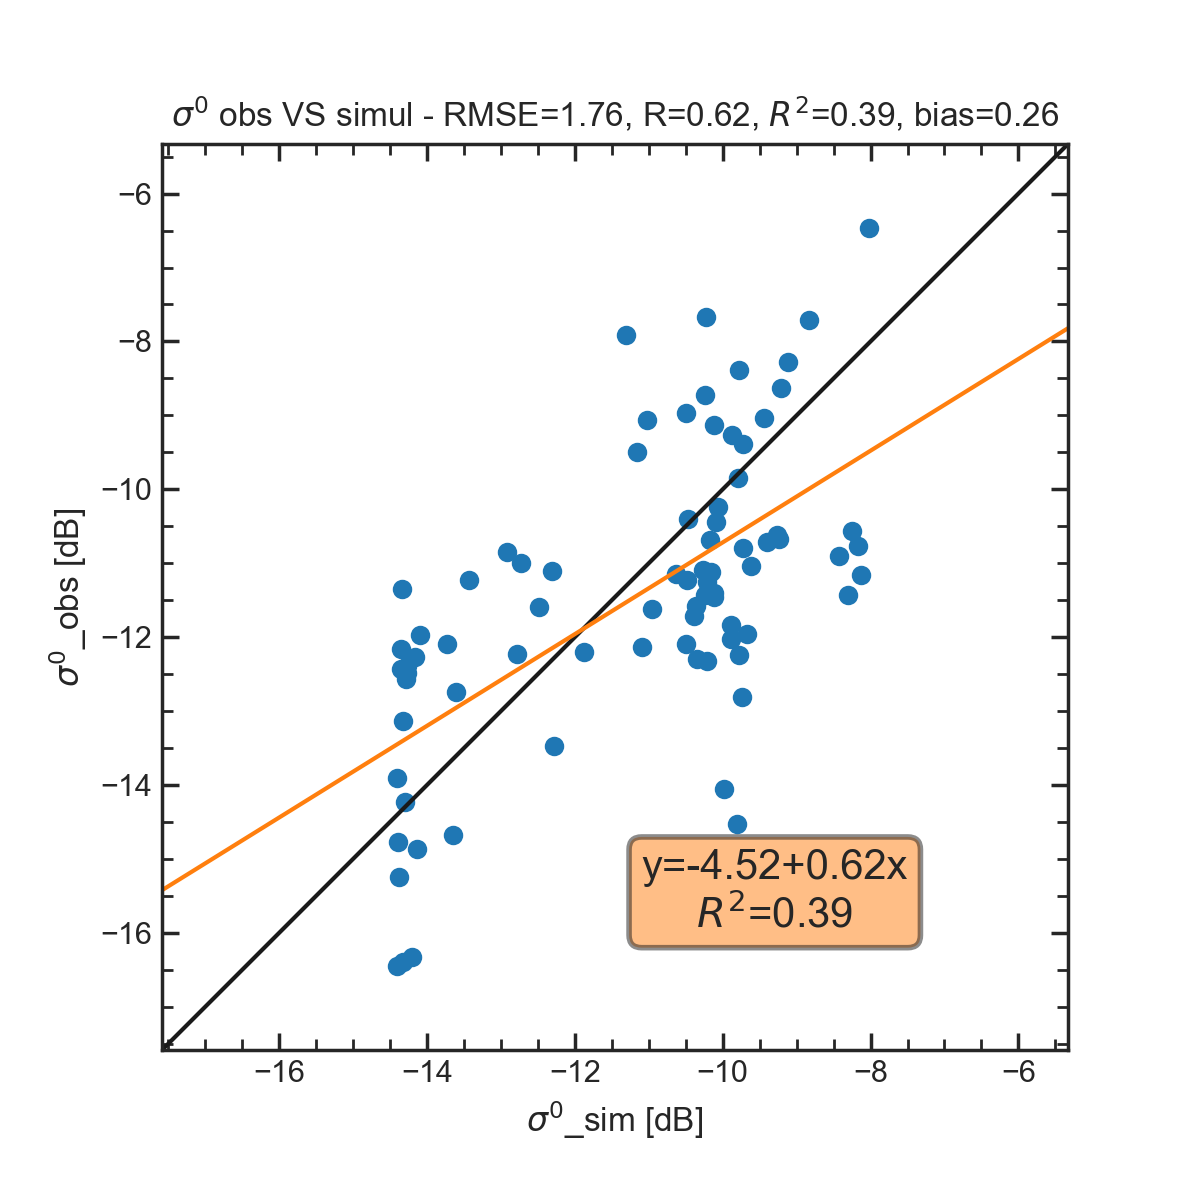 σ⁰ obs VS simul - RMSE=1.76, R=0.62, R²=0.39, bias=0.26
−6
−8
−10
−12
−14
−16
σ⁰_obs [dB]
y=-4.52+0.62x
R²=0.39
−16 −14 −12 −10 −8 −6
σ⁰_sim [dB]